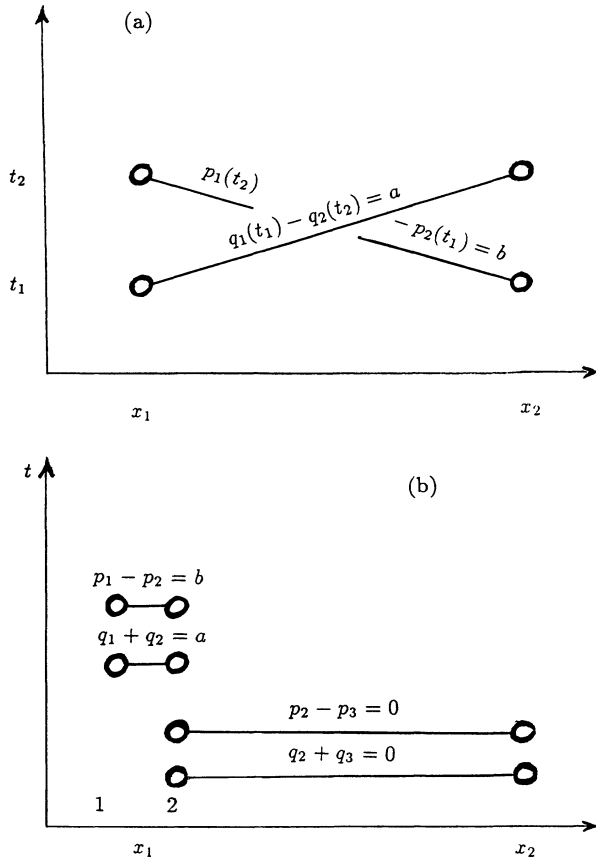 (a)
t₂
p₁(t₂)
q₁(t₁) − q₂(t₂) = a
− p₂(t₁) = b
t₁
x₁
x₂
t
(b)
p₁ − p₂ = b
q₁ + q₂ = a
p₂ − p₃ = 0
q₂ + q₃ = 0
1
2
x₁
x₂